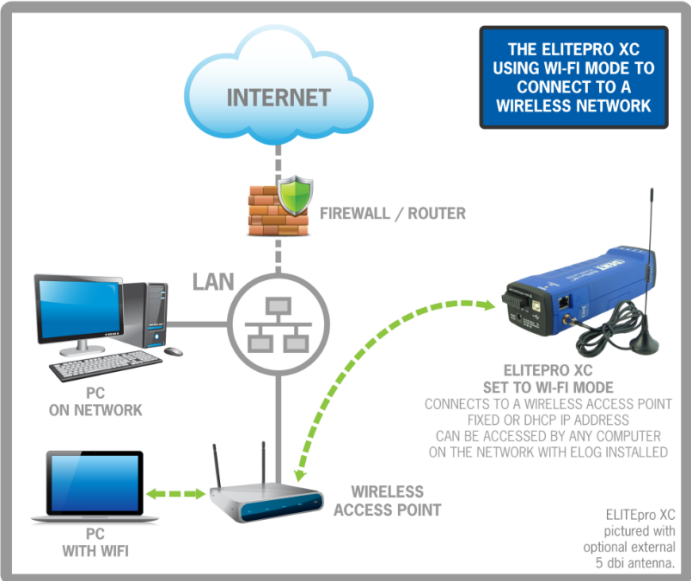 THE ELITEPRO XC
USING WI-FI MODE TO
CONNECT TO A
WIRELESS NETWORK
INTERNET
FIREWALL / ROUTER
LAN
PC
ON NETWORK
ELITEPRO XC
SET TO WI-FI MODE
CONNECTS TO A WIRELESS ACCESS POINT
FIXED OR DHCP IP ADDRESS
CAN BE ACCESSED BY ANY COMPUTER
ON THE NETWORK WITH ELOG INSTALLED
WIRELESS
ACCESS POINT
PC
WITH WIFI
ELITEpro XC
pictured with
optional external
5 dbi antenna.